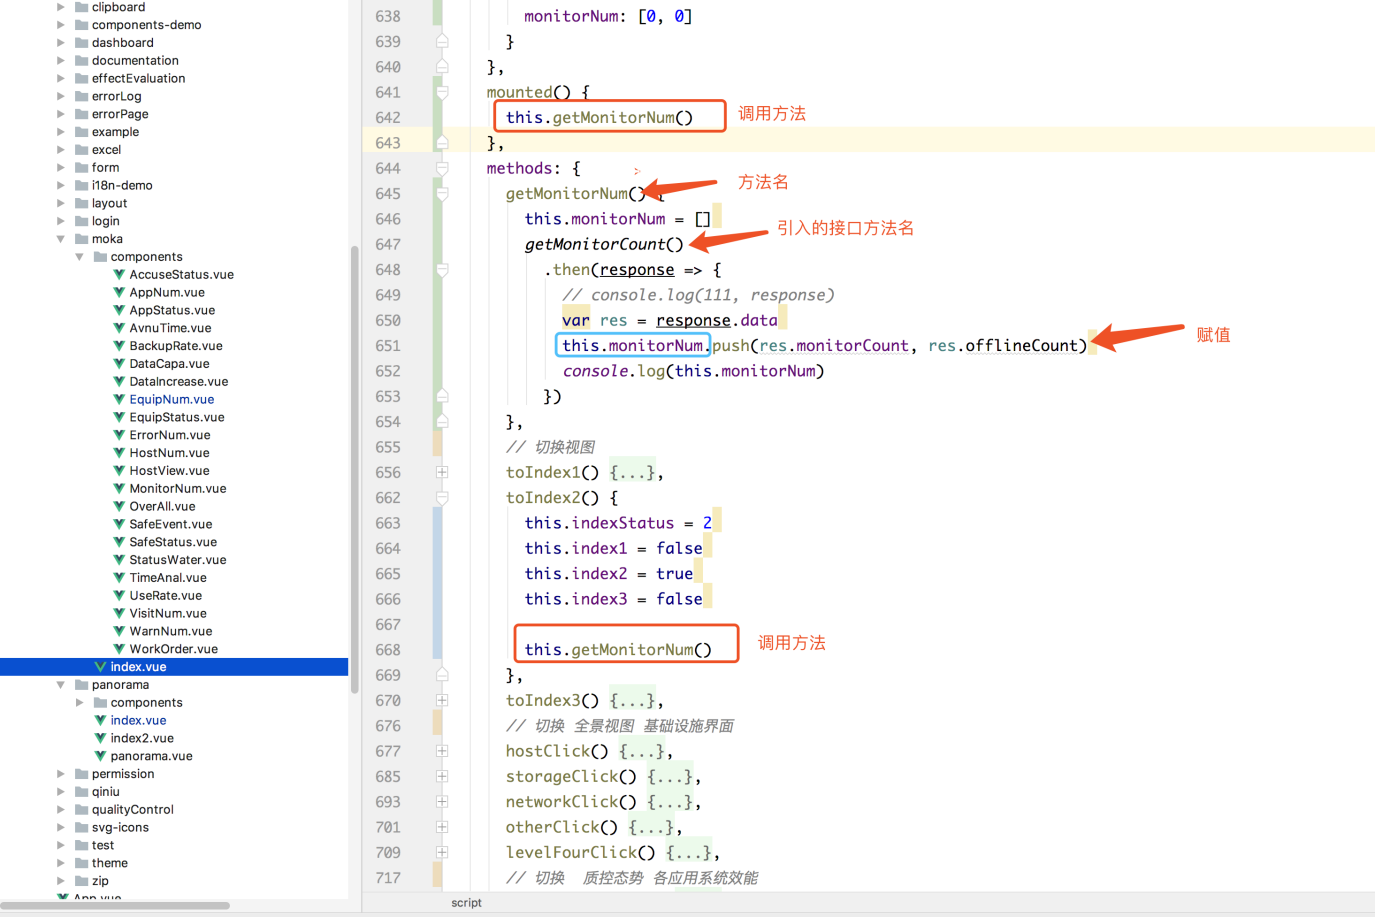 clipboard
components-demo
dashboard
documentation
effectEvaluation
errorLog
errorPage
example
excel
form
i18n-demo
layout
login
moka
components
AccuseStatus.vue
AppNum.vue
AppStatus.vue
AvnuTime.vue
BackupRate.vue
DataCapa.vue
DataIncrease.vue
EquipNum.vue
EquipStatus.vue
ErrorNum.vue
HostNum.vue
HostView.vue
MonitorNum.vue
OverAll.vue
SafeEvent.vue
SafeStatus.vue
StatusWater.vue
TimeAnal.vue
UseRate.vue
VisitNum.vue
WarnNum.vue
WorkOrder.vue
index.vue
panorama
components
index.vue
index2.vue
panorama.vue
permission
qiniu
qualityControl
svg-icons
test
theme
zip
App.vue
638 monitorNum: [0, 0]
639 }
640 },
641 mounted() {
642 this.getMonitorNum() 调用方法
643 },
644 methods: {
645 getMonitorNum() { 方法名
646 this.monitorNum = []
647 getMonitorCount() 引入的接口方法名
648 .then(response => {
649 // console.log(111, response)
650 var res = response.data
651 this.monitorNum.push(res.monitorCount, res.offlineCount) 赋值
652 console.log(this.monitorNum)
653 })
654 },
655 // 切换视图
656 toIndex1() {...},
662 toIndex2() {
663 this.indexStatus = 2
664 this.index1 = false
665 this.index2 = true
666 this.index3 = false
667
668 this.getMonitorNum() 调用方法
669 },
670 toIndex3() {...},
676 // 切换 全景视图 基础设施界面
677 hostClick() {...},
685 storageClick() {...},
693 networkClick() {...},
701 otherClick() {...},
709 levelFourClick() {...},
717 // 切换 质控态势 各应用系统效能
script